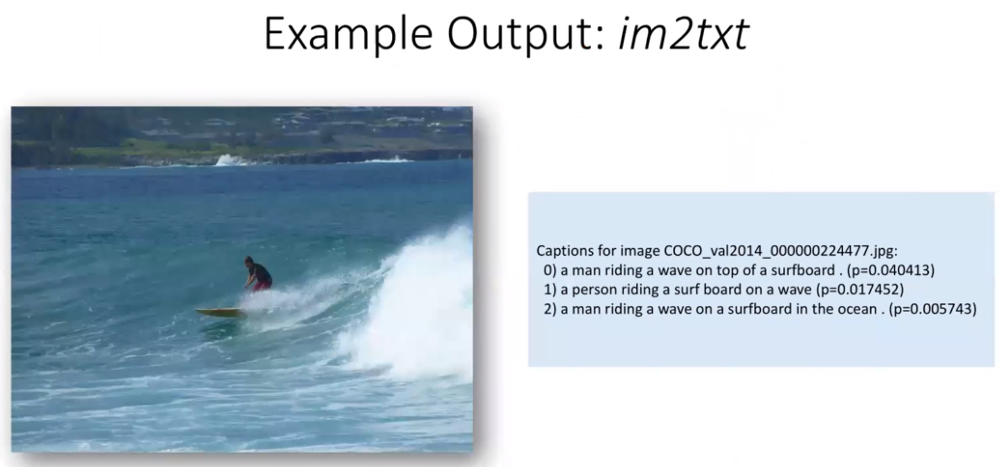 Example Output: im2txt
Captions for image COCO_val2014_000000224477.jpg:
0) a man riding a wave on top of a surfboard . (p=0.040413)
1) a person riding a surf board on a wave (p=0.017452)
2) a man riding a wave on a surfboard in the ocean . (p=0.005743)